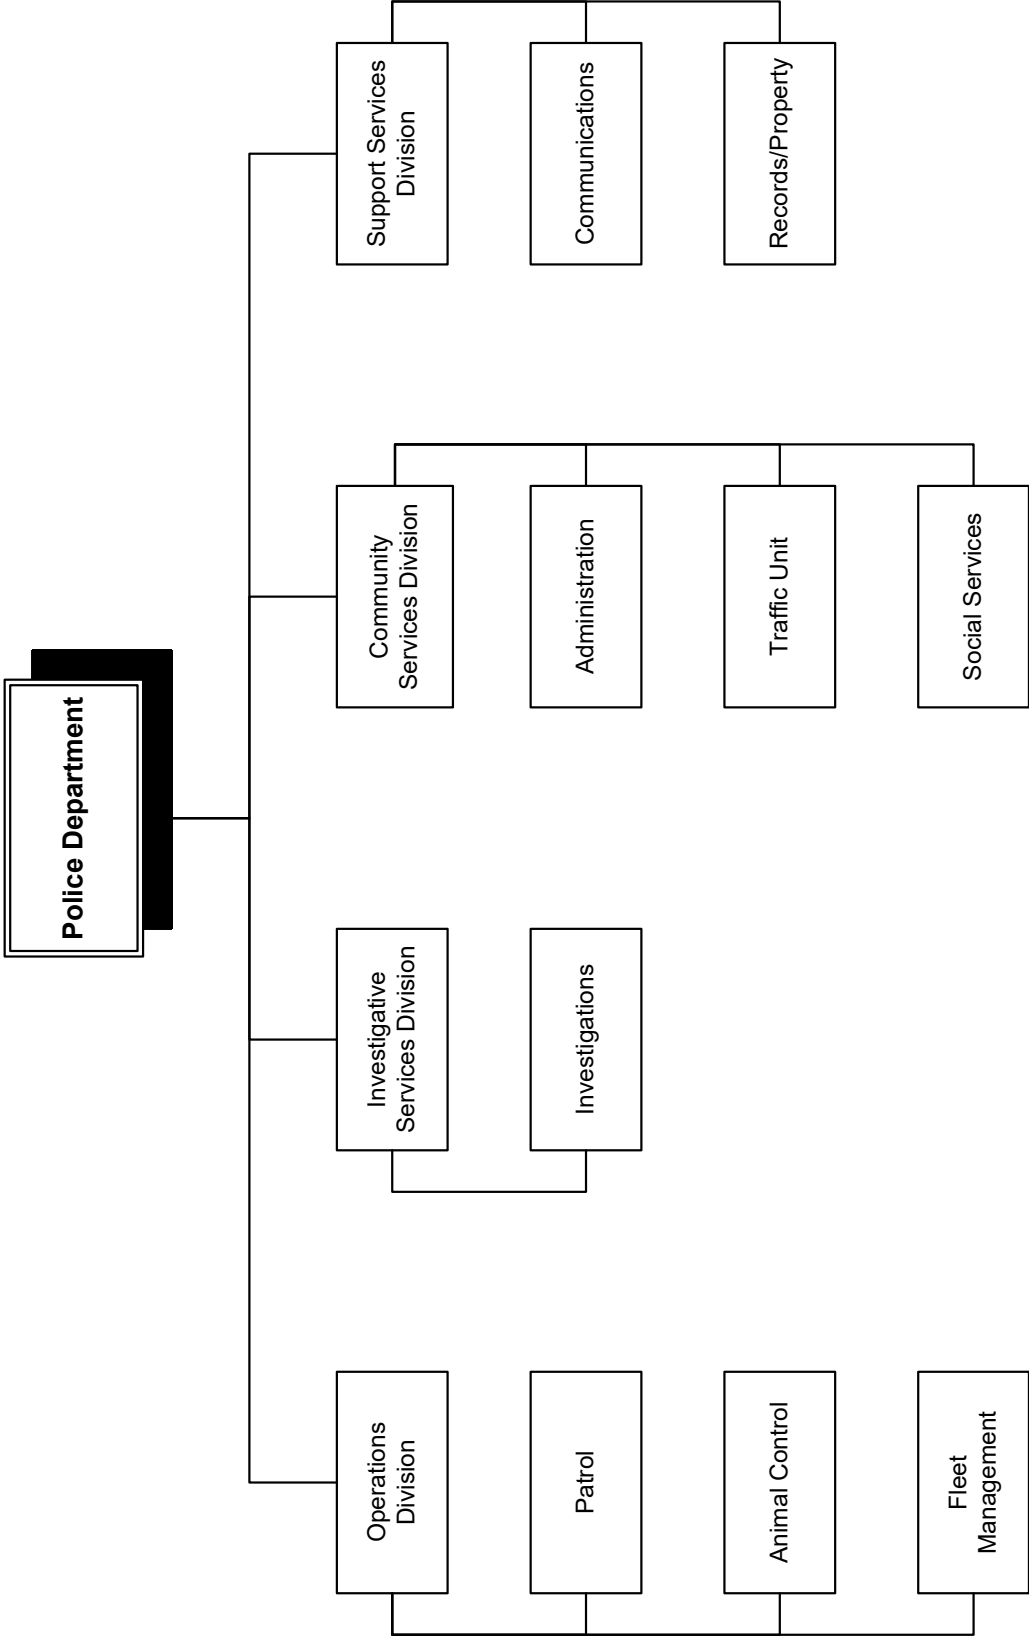 Police Department
Operations
Division
Patrol
Animal Control
Fleet
Management
Investigative
Services Division
Investigations
Community
Services Division
Administration
Traffic Unit
Social Services
Support Services
Division
Communications
Records/Property